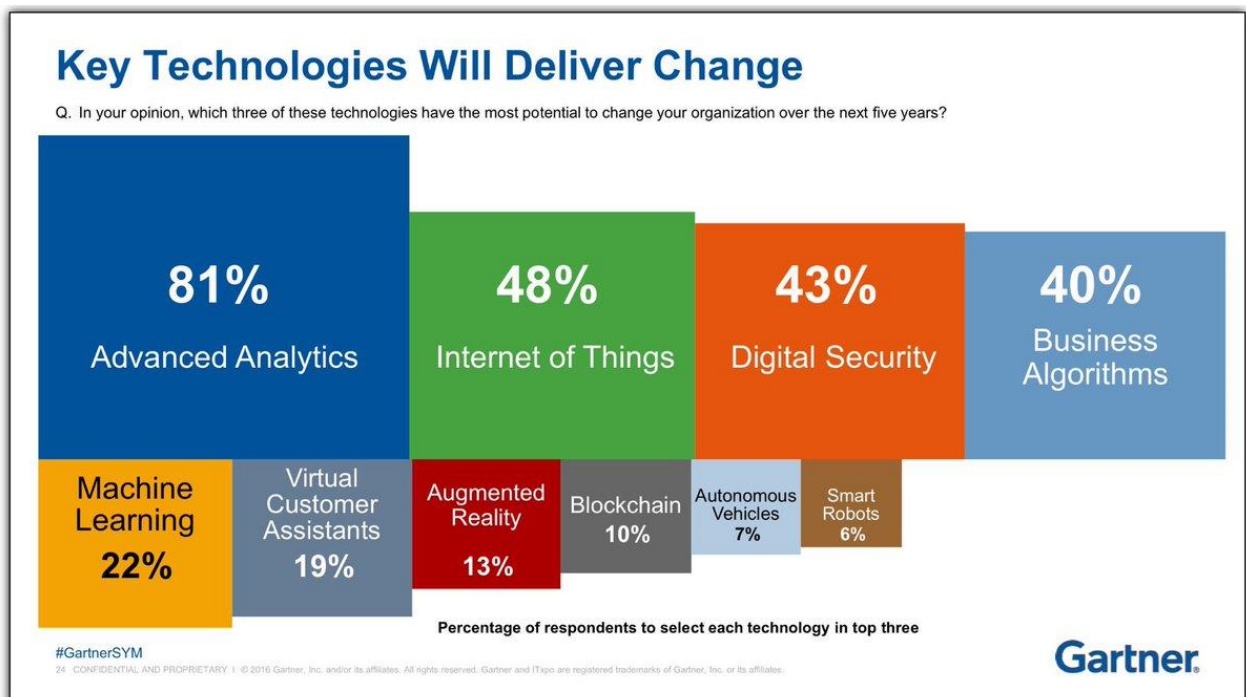 Key Technologies Will Deliver Change
Q. In your opinion, which three of these technologies have the most potential to change your organization over the next five years?
81%
Advanced Analytics
48%
Internet of Things
43%
Digital Security
40%
Business
Algorithms
Machine
Learning
22%
Virtual
Customer
Assistants
19%
Augmented
Reality
13%
Blockchain
10%
Autonomous
Vehicles
7%
Smart
Robots
6%
Percentage of respondents to select each technology in top three
#GartnerSYM
24 CONFIDENTIAL AND PROPRIETARY I © 2016 Gartner, Inc. and/or its affiliates. All rights reserved. Gartner and ITxpo are registered trademarks of Gartner, Inc. or its affiliates.
Gartner®